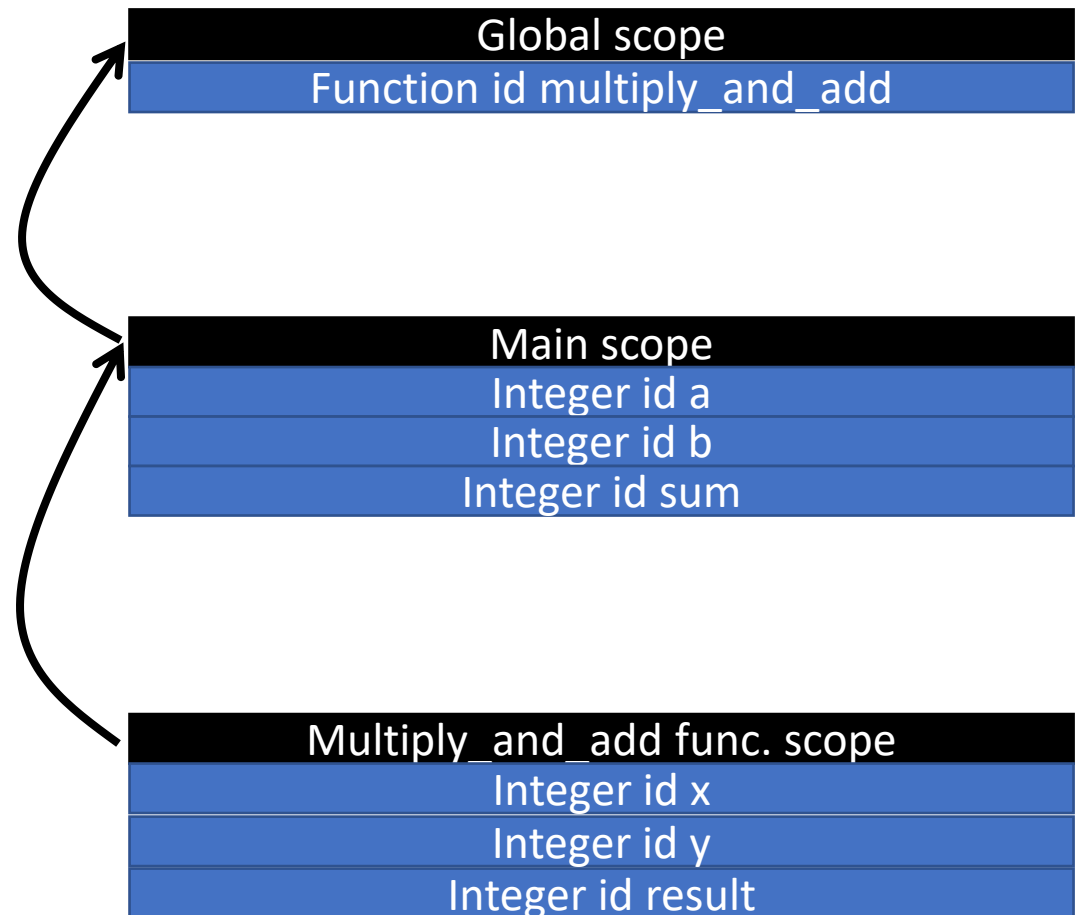 Global scope
Function id multiply_and_add
Main scope
Integer id a
Integer id b
Integer id sum
Multiply_and_add func. scope
Integer id x
Integer id y
Integer id result